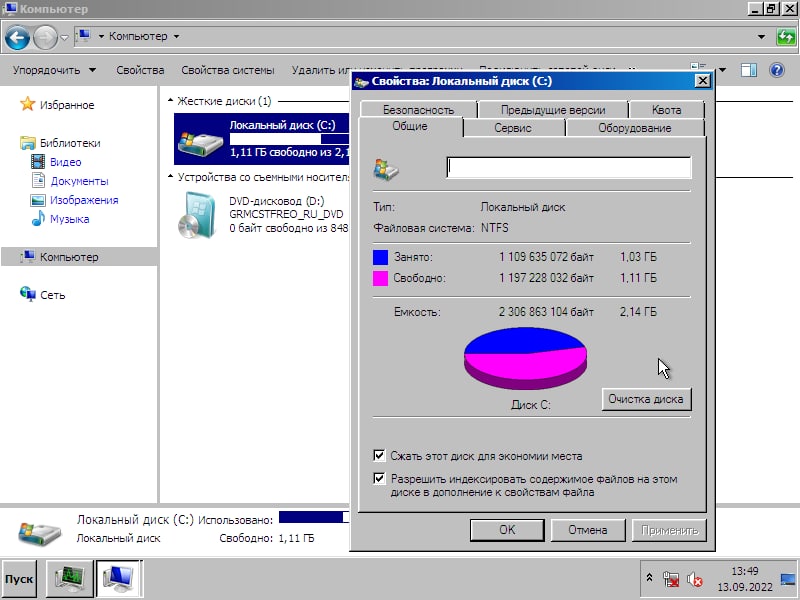 Компьютер
Компьютер
Упорядочить
Свойства
Свойства системы
Свойства: Локальный диск (C:)
Избранное
Библиотеки
Видео
Документы
Изображения
Музыка
Компьютер
Сеть
Жесткие диски (1)
Локальный диск (C:)
1,11 ГБ свободно из 2,1
Устройства со съемными носител
DVD-дисковод (D:)
GRMCSTFREO_RU_DVD
0 байт свободно из 848
Безопасность
Предыдущие версии
Квота
Общие
Сервис
Оборудование
Тип:
Локальный диск
Файловая система:
NTFS
Занято:
1 109 635 072 байт
1,03 ГБ
Свободно:
1 197 228 032 байт
1,11 ГБ
Емкость:
2 306 863 104 байт
2,14 ГБ
Диск C:
Очистка диска
Сжать этот диск для экономии места
Разрешить индексировать содержимое файлов на этом
диске в дополнение к свойствам файла
OK
Отмена
Применить
Локальный диск (C:) Использовано:
Локальный диск
Свободно: 1,11 ГБ
Пуск
13:49
13.09.2022